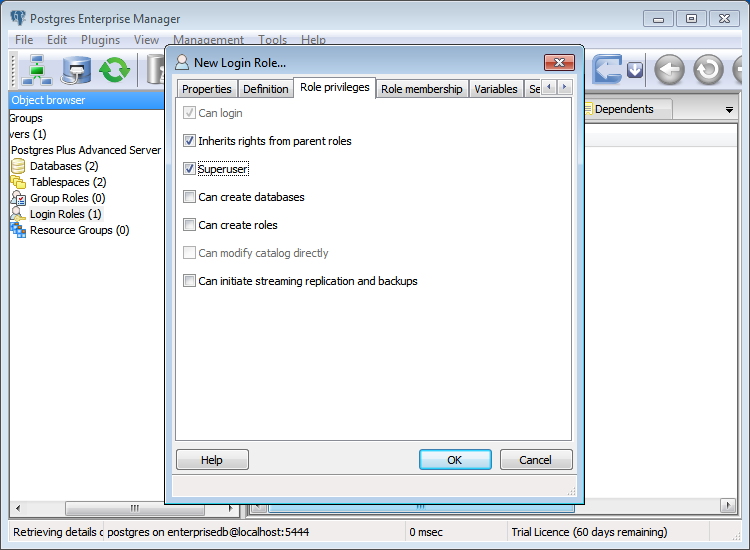 Postgres Enterprise Manager
File Edit Plugins View Management Tools Help
New Login Role...
Object browser
Properties Definition Role privileges Role membership Variables Se
Dependents
Can login
Groups
vers (1)
Inherits rights from parent roles
Postgres Plus Advanced Server
Databases (2)
Superuser
Tablespaces (2)
Group Roles (0)
Can create databases
Login Roles (1)
Can create roles
Resource Groups (0)
Can modify catalog directly
Can initiate streaming replication and backups
Help OK Cancel
Retrieving details o postgres on enterprisedb@localhost:5444 0 msec Trial Licence (60 days remaining)